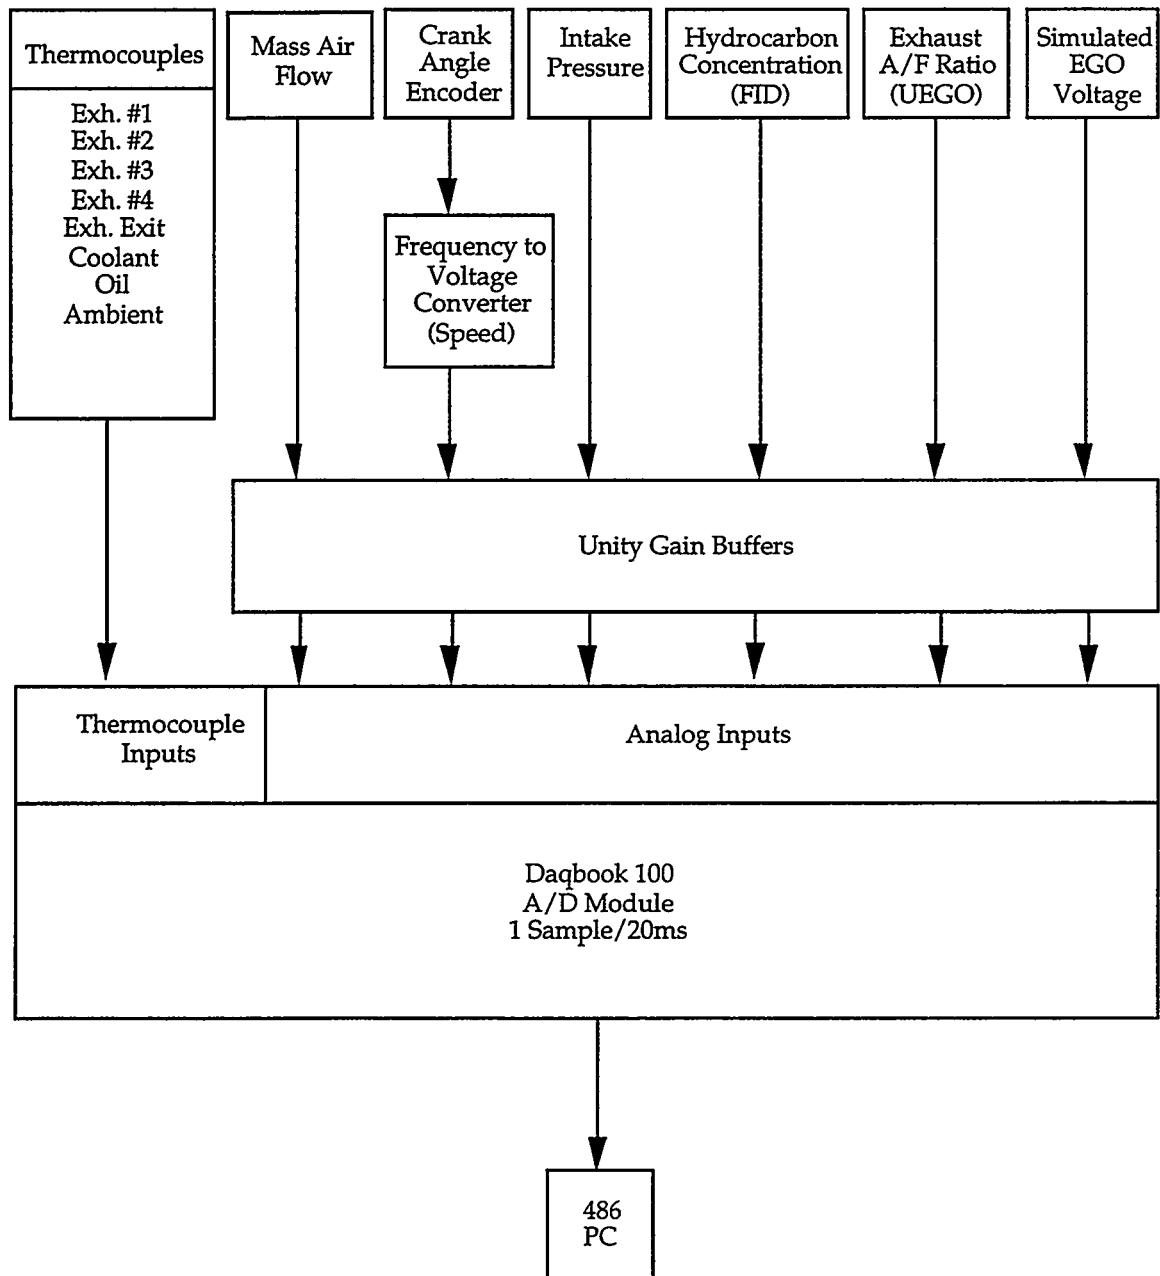 Thermocouples
Exh. #1
Exh. #2
Exh. #3
Exh. #4
Exh. Exit
Coolant
Oil
Ambient
Mass Air
Flow
Crank
Angle
Encoder
Intake
Pressure
Hydrocarbon
Concentration
(FID)
Exhaust
A/F Ratio
(UEGO)
Simulated
EGO
Voltage
Frequency to
Voltage
Converter
(Speed)
Unity Gain Buffers
Thermocouple
Inputs
Analog Inputs
Daqbook 100
A/D Module
1 Sample/20ms
486
PC